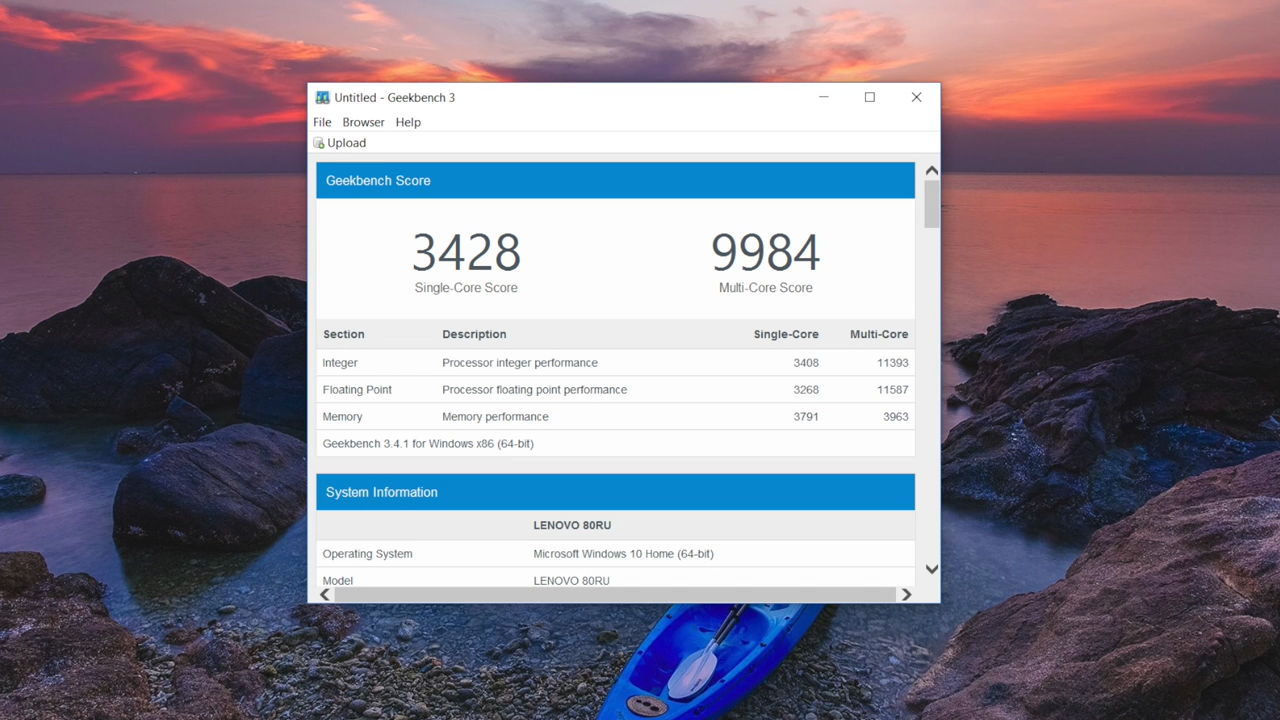 Untitled - Geekbench 3
File Browser Help
Upload
Geekbench Score
3428 9984
Single-Core Score Multi-Core Score
Section Description Single-Core Multi-Core
Integer Processor integer performance 3408 11393
Floating Point Processor floating point performance 3268 11587
Memory Memory performance 3791 3963
Geekbench 3.4.1 for Windows x86 (64-bit)
System Information
LENOVO 80RU
Operating System Microsoft Windows 10 Home (64-bit)
Model LENOVO 80RU